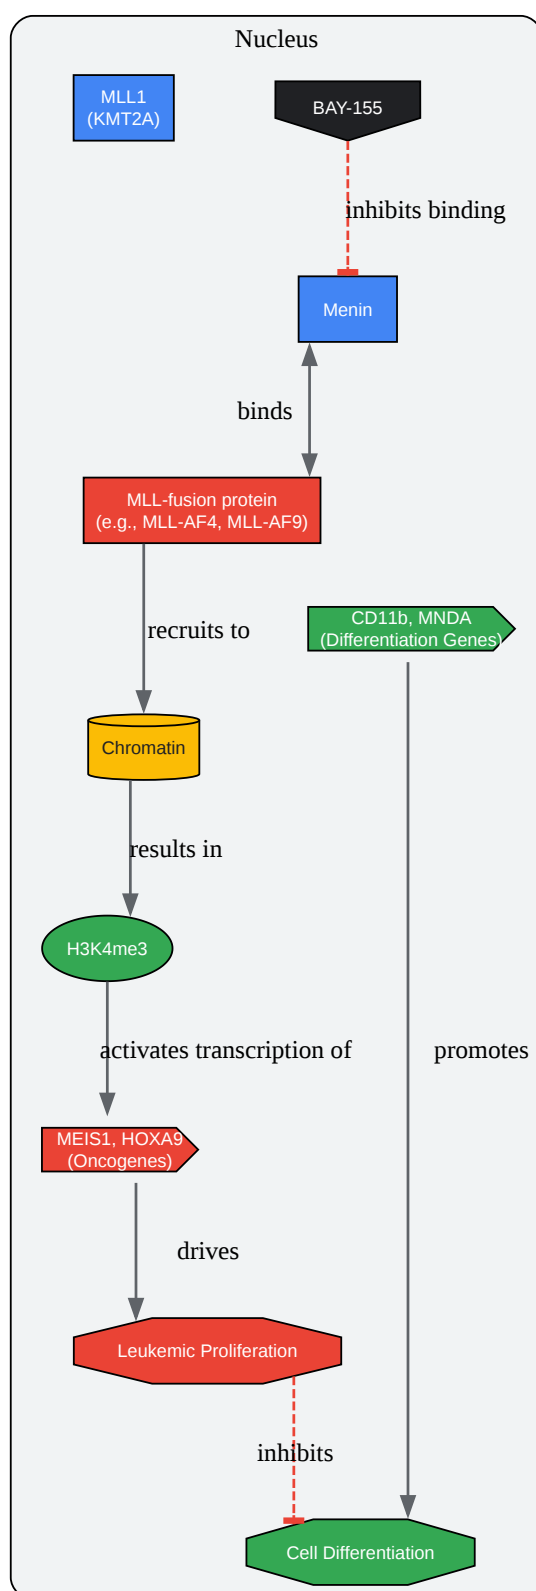 Nucleus
MLL1
(KMT2A)
BAY-155
inhibits binding
Menin
binds
MLL-fusion protein
(e.g., MLL-AF4, MLL-AF9)
CD11b, MNDA
(Differentiation Genes)
recruits to
Chromatin
results in
H3K4me3
activates transcription of
promotes
MEIS1, HOXA9
(Oncogenes)
drives
Leukemic Proliferation
inhibits
Cell Differentiation